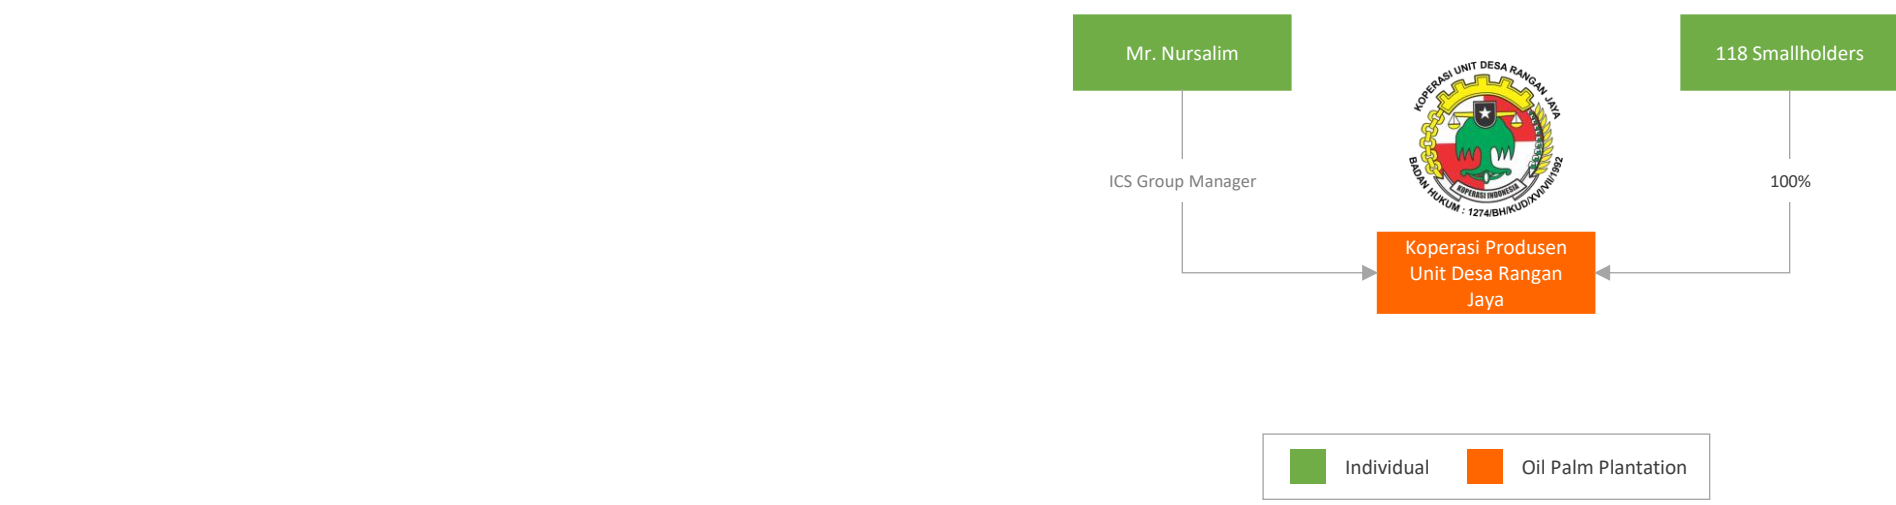 Mr. Nursalim
118 Smallholders
KOPERASI UNIT DESA RANGAN JAYA
KOPERASI INDONESIA
BADAN HUKUM : 1274/BH/KUD/XVI/VII/1992
ICS Group Manager
100%
Koperasi Produsen
Unit Desa Rangan
Jaya
Individual
Oil Palm Plantation